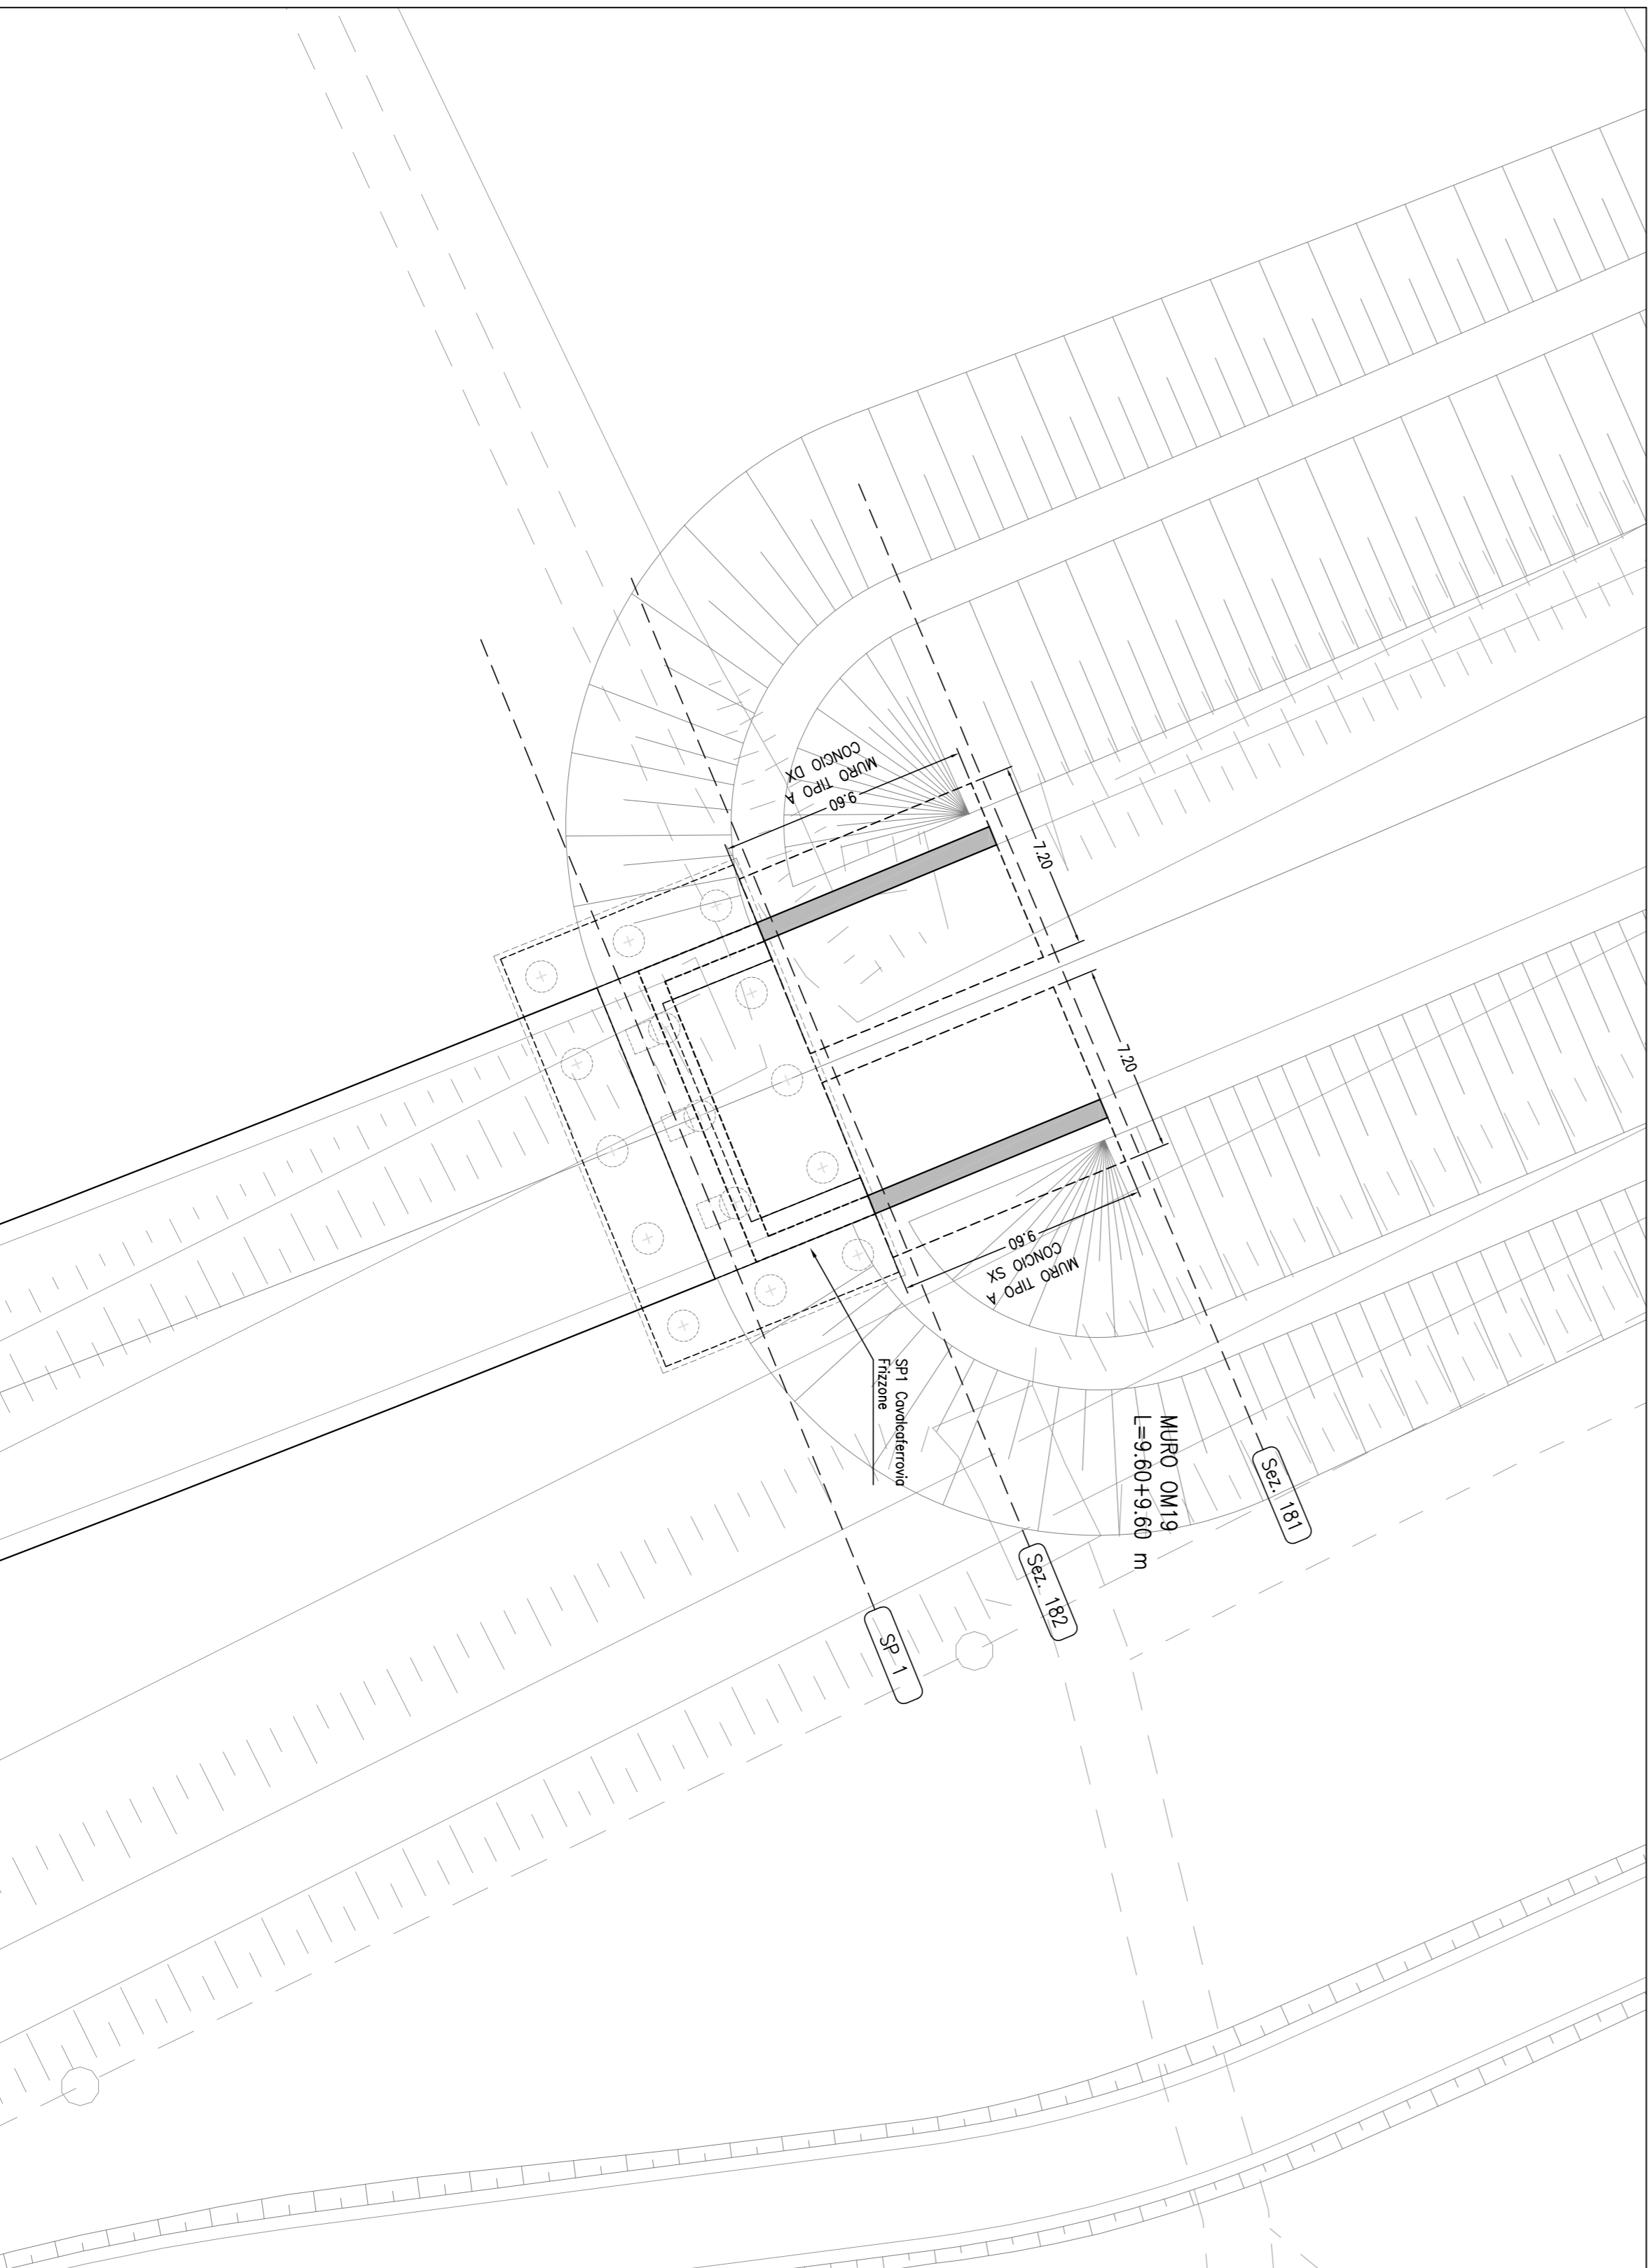 MURO TIPO A
CONCIO DX
9.60
7.20
7.20
9.60
MURO TIPO A
CONCIO SX
SP1 Cavalcaferrovia
Frizzone
MURO OM19
L=9.60+9.60 m
Sez. 181
Sez. 182
SP 1